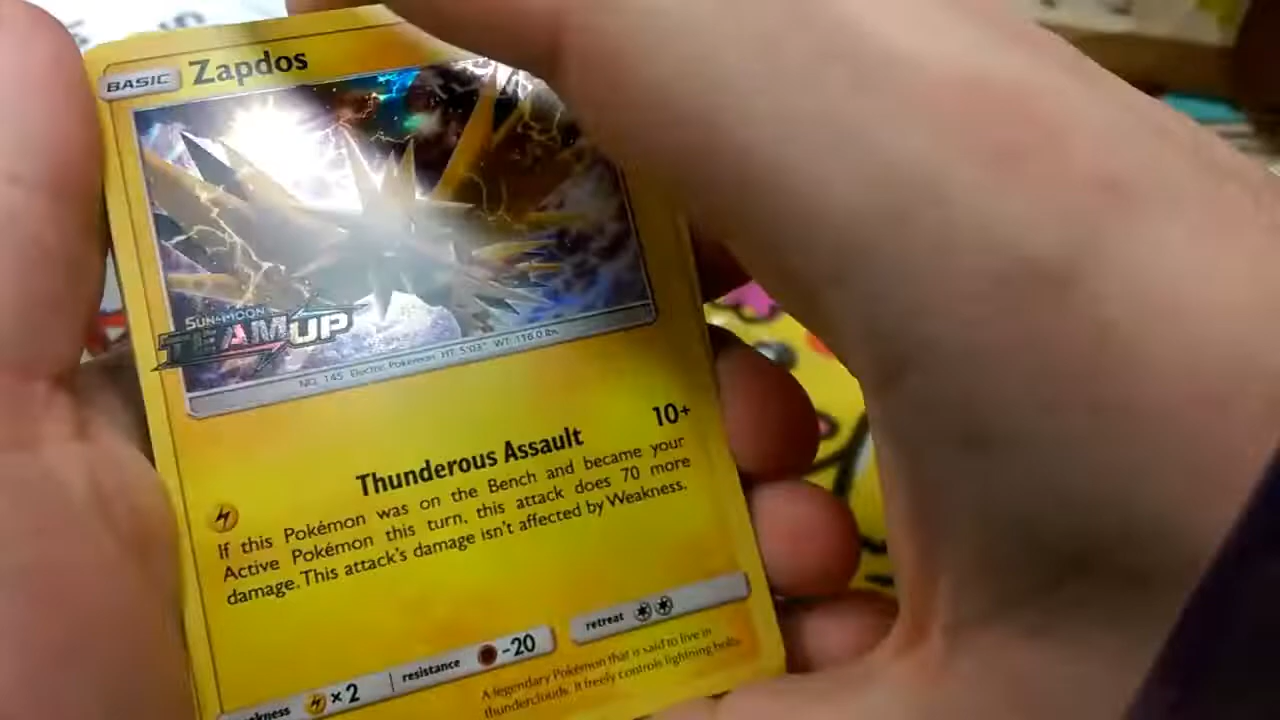 BASIC Zapdos
SUN & MOON
TEAM UP
NO. 145 Electric Pokémon HT: 5'03" WT: 116.0 lbs.
Thunderous Assault 10+
If this Pokémon was on the Bench and became your
Active Pokémon this turn, this attack does 70 more
damage. This attack's damage isn't affected by Weakness.
kness ×2 resistance -20 retreat
A legendary Pokémon that is said to live in
thunderclouds. It freely controls lightning bolts.